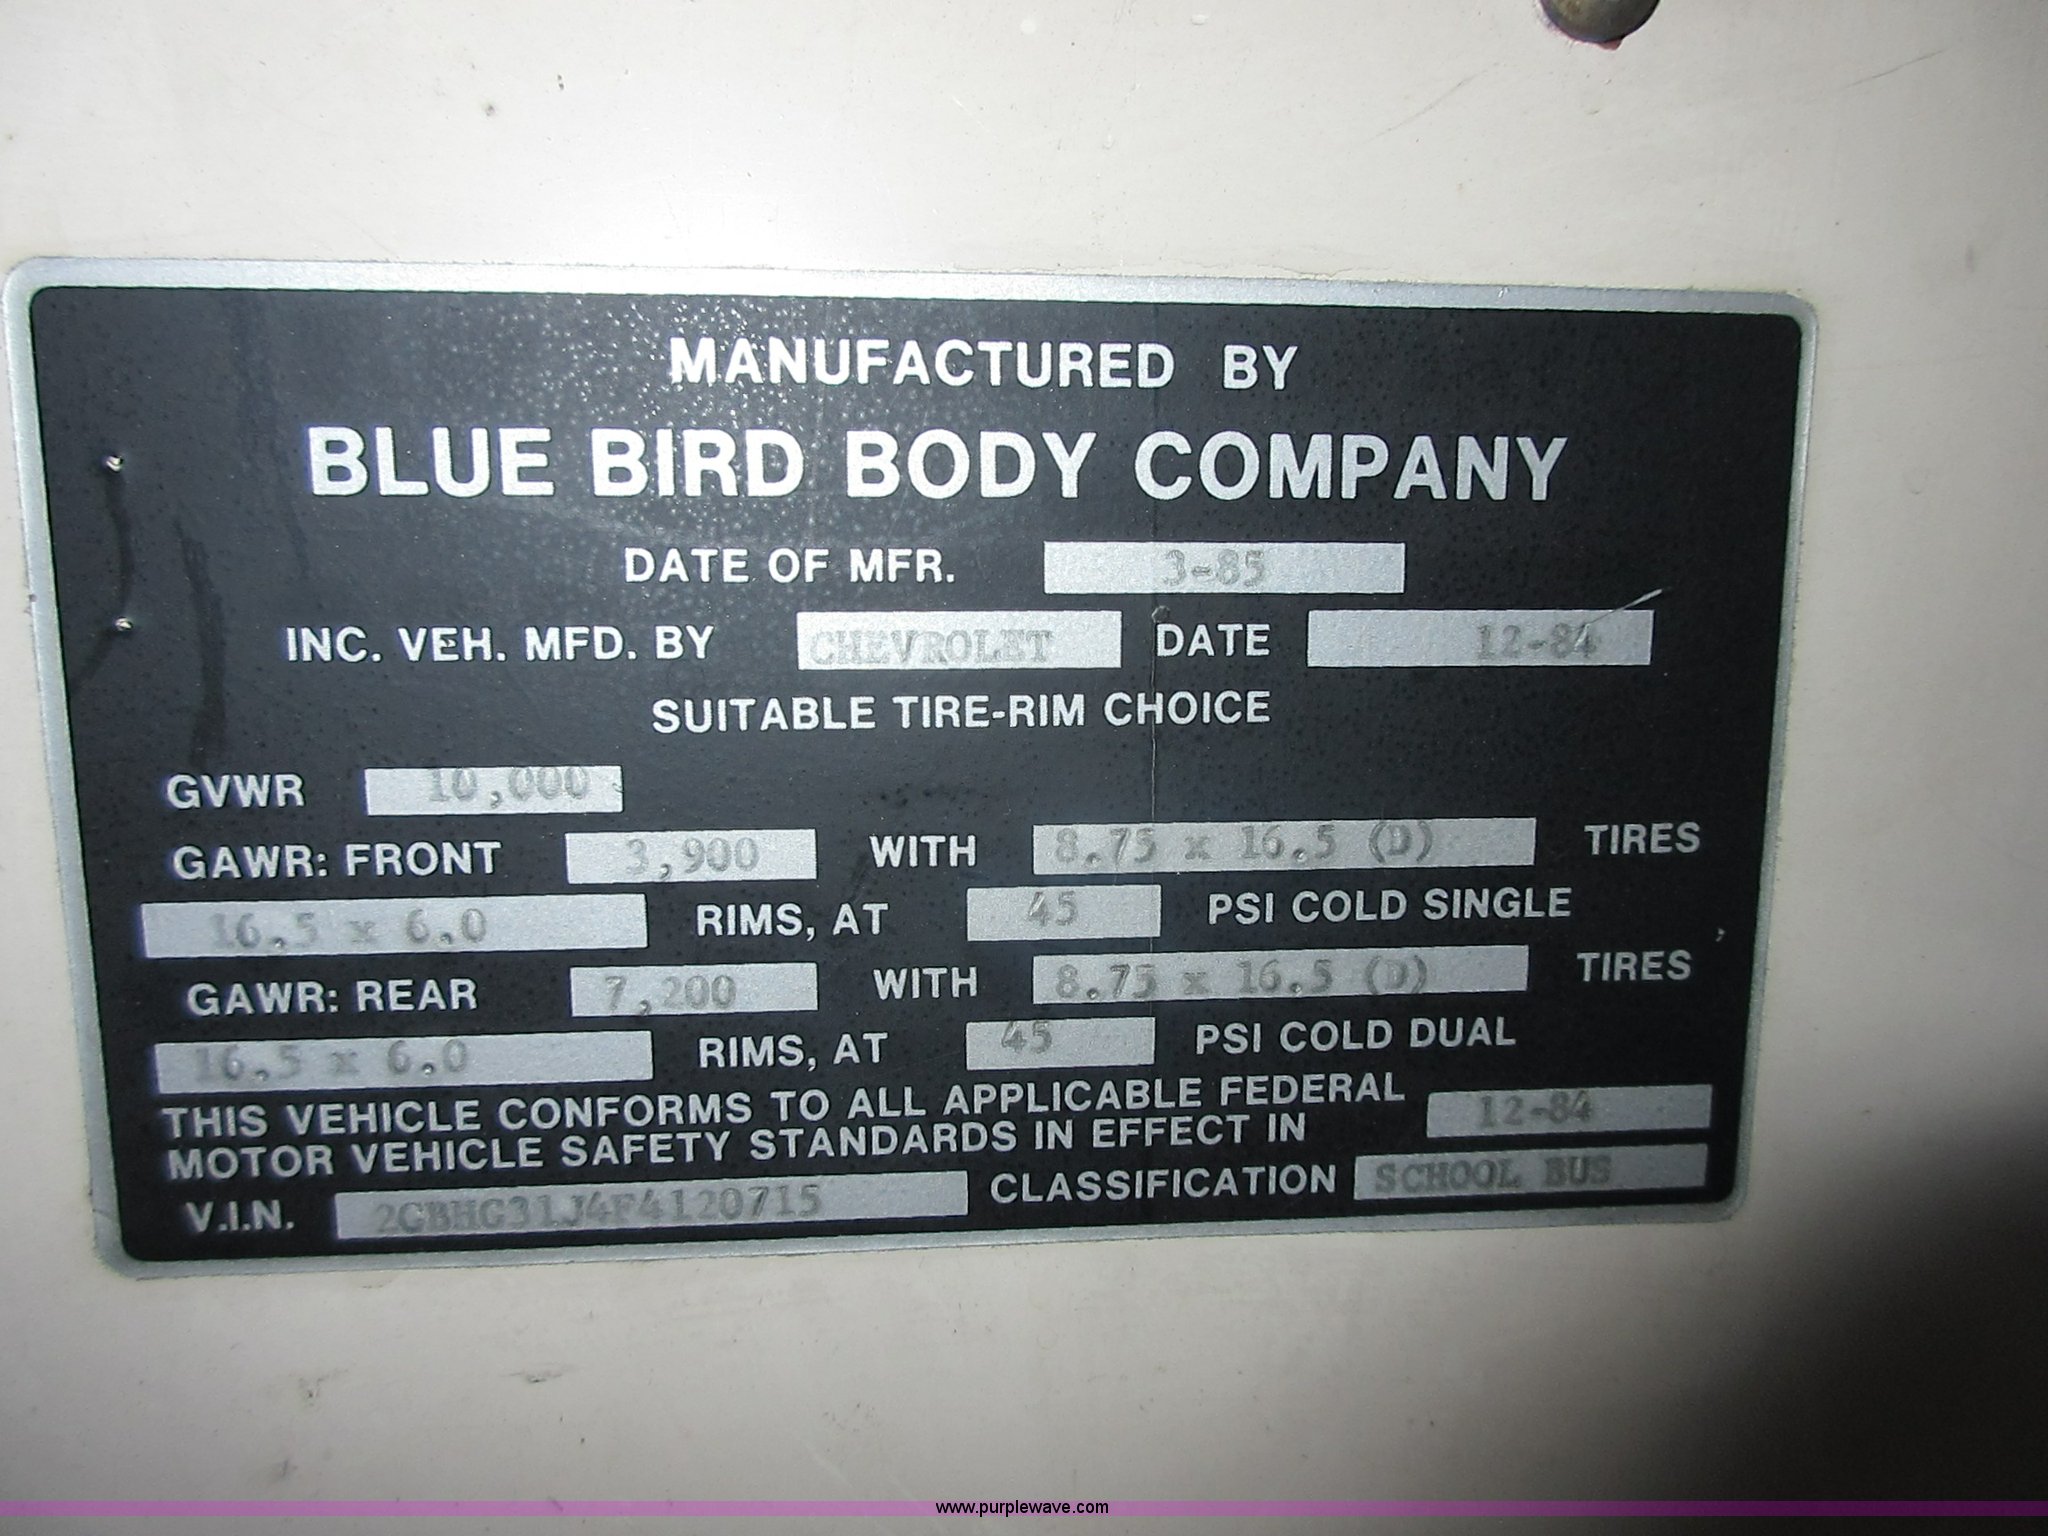 MANUFACTURED BY
BLUE BIRD BODY COMPANY
DATE OF MFR. 3-85
INC. VEH. MFD. BY CHEVROLET DATE 12-84
SUITABLE TIRE-RIM CHOICE
GVWR 10,000
GAWR: FRONT 3,900 WITH 8.75 x 16.5 (D) TIRES
16.5 x 6.0 RIMS, AT 45 PSI COLD SINGLE
GAWR: REAR 7,200 WITH 8.75 x 16.5 (D) TIRES
16.5 x 6.0 RIMS, AT 45 PSI COLD DUAL
THIS VEHICLE CONFORMS TO ALL APPLICABLE FEDERAL
MOTOR VEHICLE SAFETY STANDARDS IN EFFECT IN 12-84
V.I.N. 2GBHG31J4F4120715 CLASSIFICATION SCHOOL BUS
www.purplewave.com